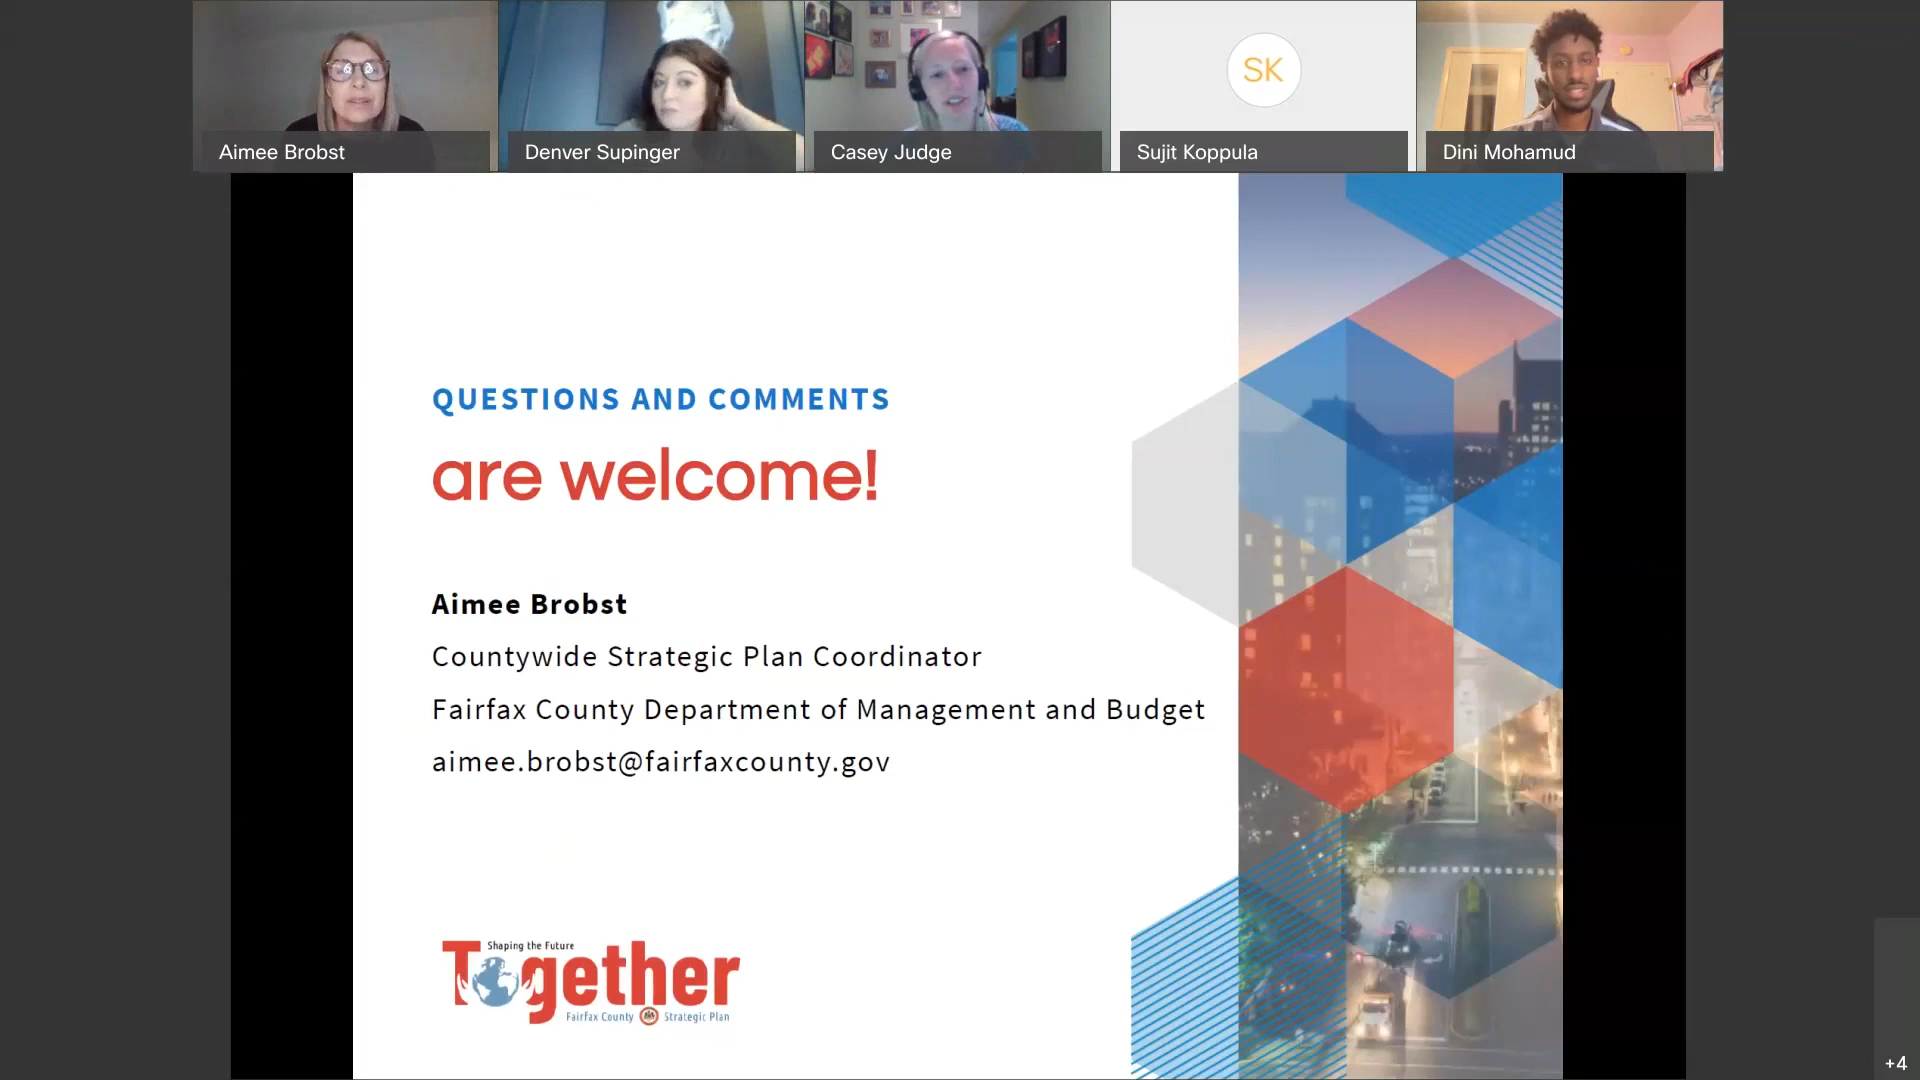 Aimee Brobst
Denver Supinger
Casey Judge
SK
Sujit Koppula
Dini Mohamud
QUESTIONS AND COMMENTS
are welcome!
Aimee Brobst
Countywide Strategic Plan Coordinator
Fairfax County Department of Management and Budget
aimee.brobst@fairfaxcounty.gov
Shaping the Future
Together
Fairfax County Strategic Plan
+4